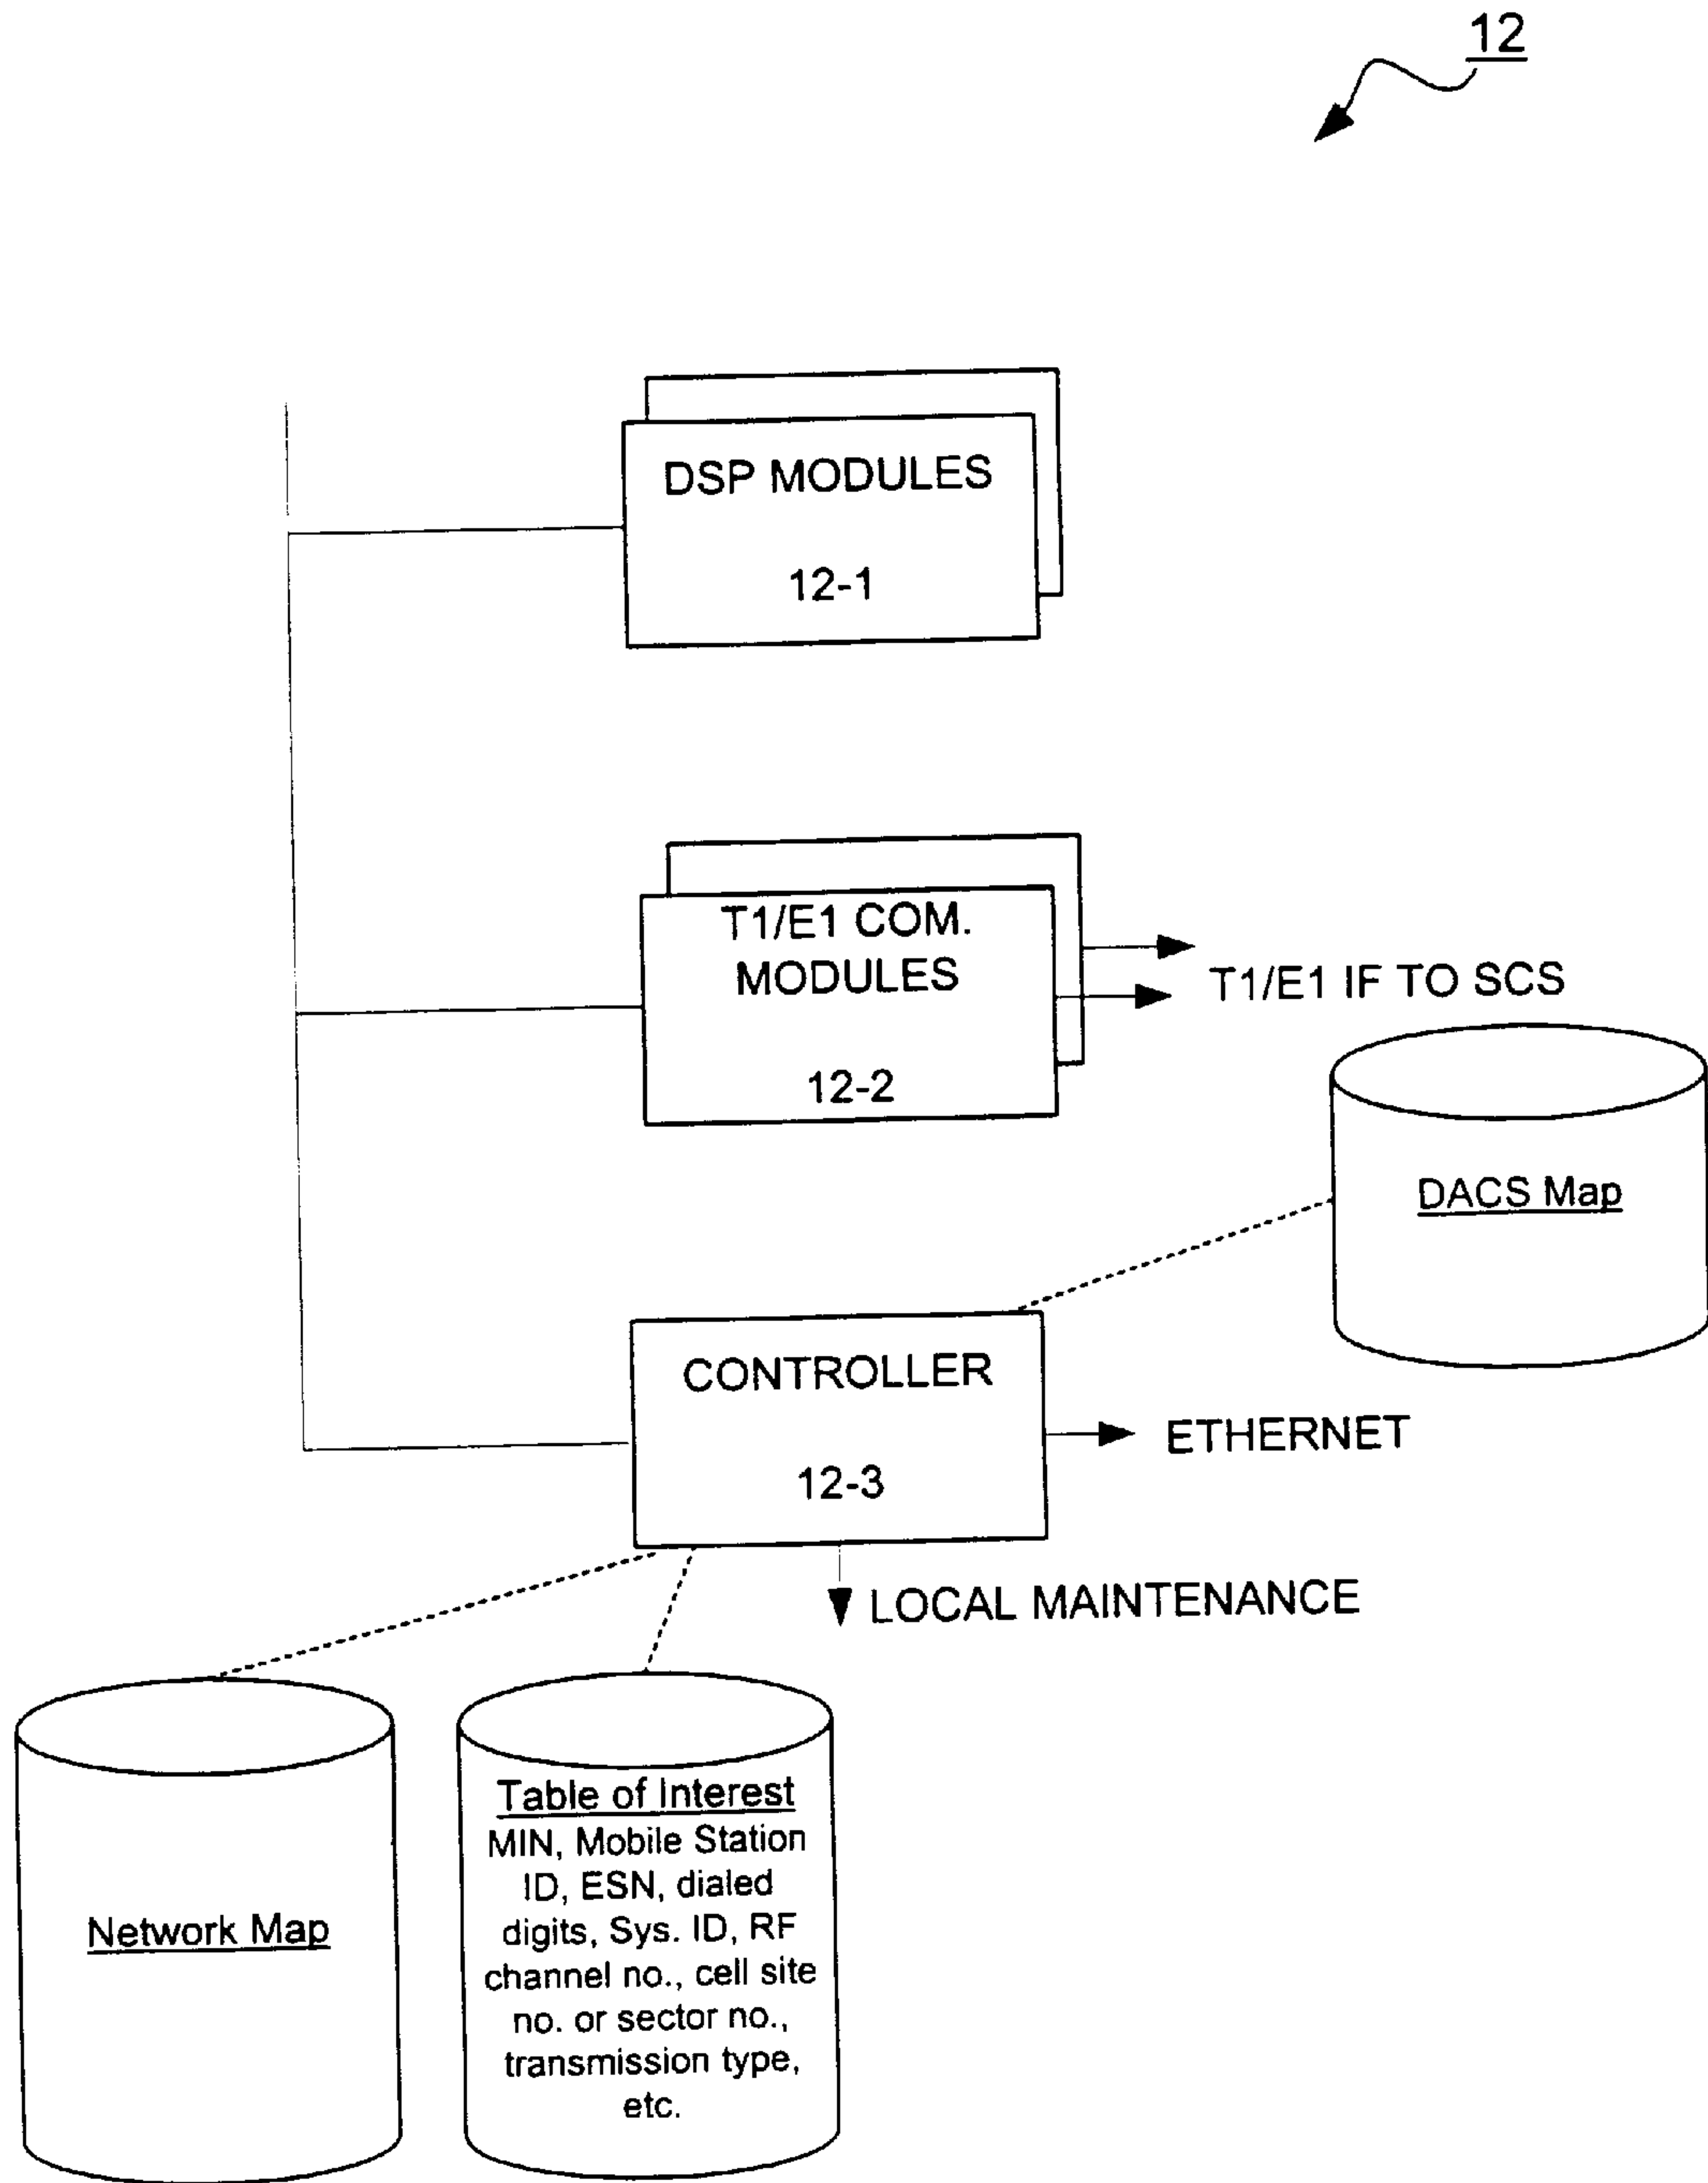 12
DSP MODULES
12-1
T1/E1 COM.
MODULES
12-2
T1/E1 IF TO SCS
DACS Map
CONTROLLER
12-3
ETHERNET
LOCAL MAINTENANCE
Network Map
Table of Interest
MIN, Mobile Station
ID, ESN, dialed
digits, Sys. ID, RF
channel no., cell site
no. or sector no.,
transmission type,
etc.